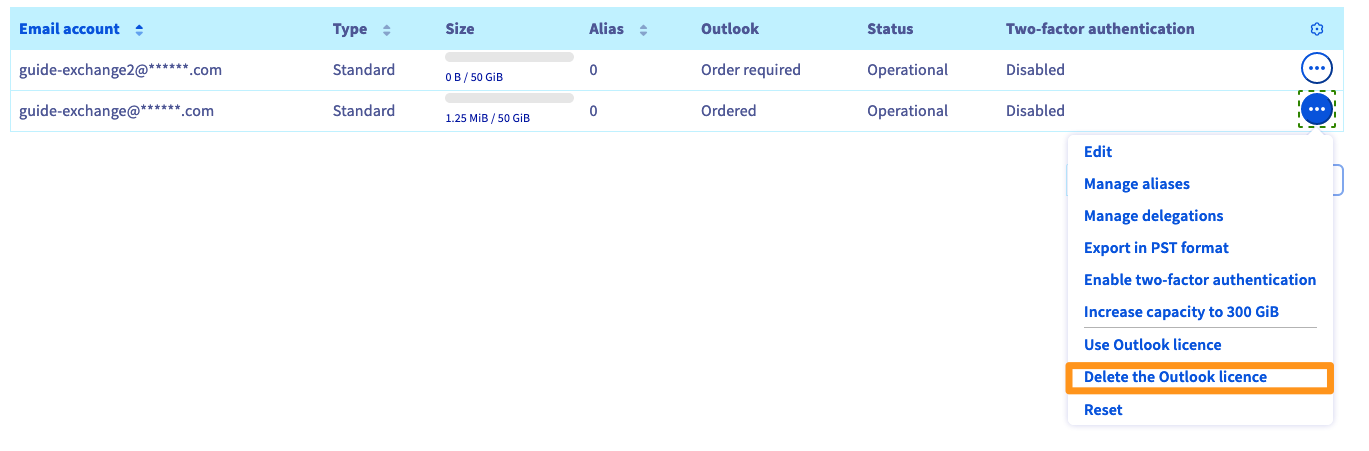 Email account Type Size Alias Outlook Status Two-factor authentication
guide-exchange2@******.com Standard 0 B / 50 GiB 0 Order required Operational Disabled
guide-exchange@******.com Standard 1.25 MiB / 50 GiB 0 Ordered Operational Disabled
Edit
Manage aliases
Manage delegations
Export in PST format
Enable two-factor authentication
Increase capacity to 300 GiB
Use Outlook licence
Delete the Outlook licence
Reset